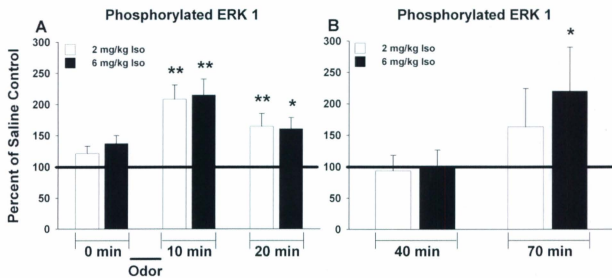 Phosphorylated ERK 1
A
2 mg/kg Iso
6 mg/kg Iso
Percent of Saline Control
300
250
200
150
100
50
0
**
**
**
*
0 min
10 min
20 min
Odor
Phosphorylated ERK 1
B
2 mg/kg Iso
6 mg/kg Iso
300
250
200
150
100
50
0
*
40 min
70 min